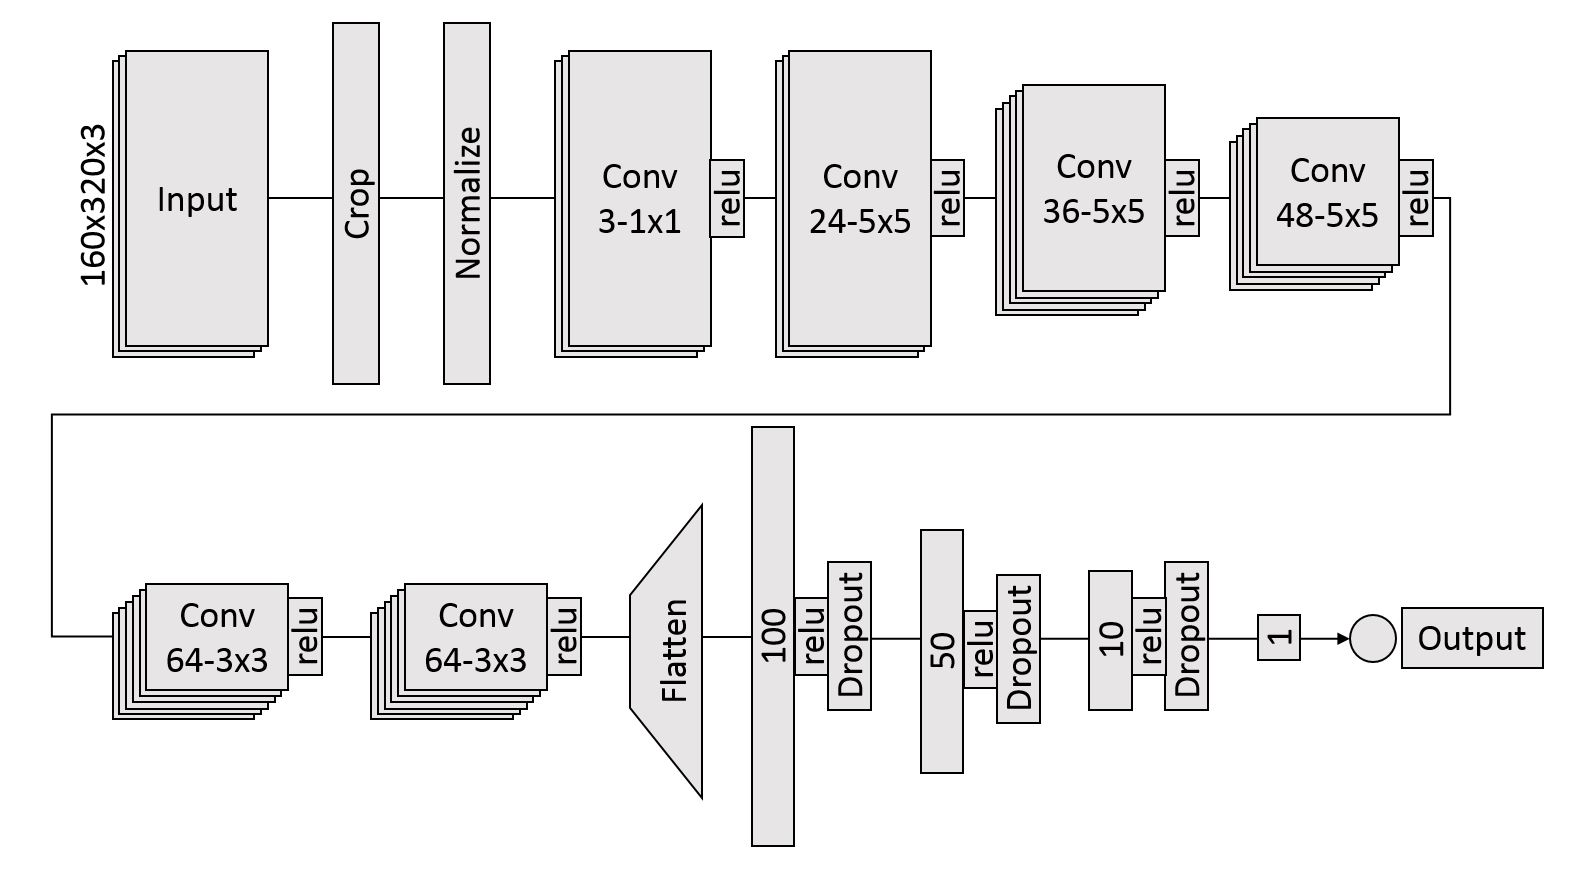 160x320x3
Input
Crop
Normalize
Conv
3-1x1
relu
Conv
24-5x5
relu
Conv
36-5x5
relu
Conv
48-5x5
relu
Conv
64-3x3
relu
Conv
64-3x3
relu
Flatten
100
relu
Dropout
50
relu
Dropout
10
relu
Dropout
1
Output